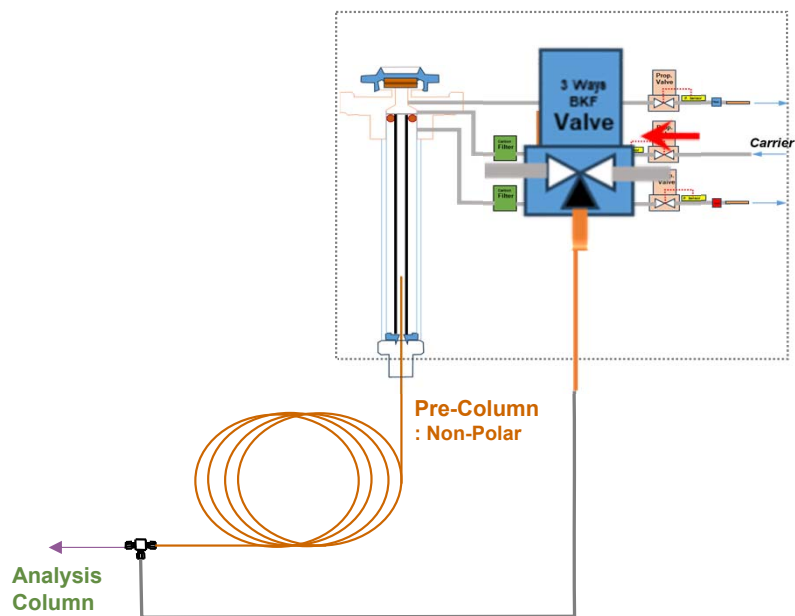 3 Ways
BKF
Valve
Prop.
Valve
Carrier
Filter
Valve
Filter
Pre-Column
: Non-Polar
Analysis
Column